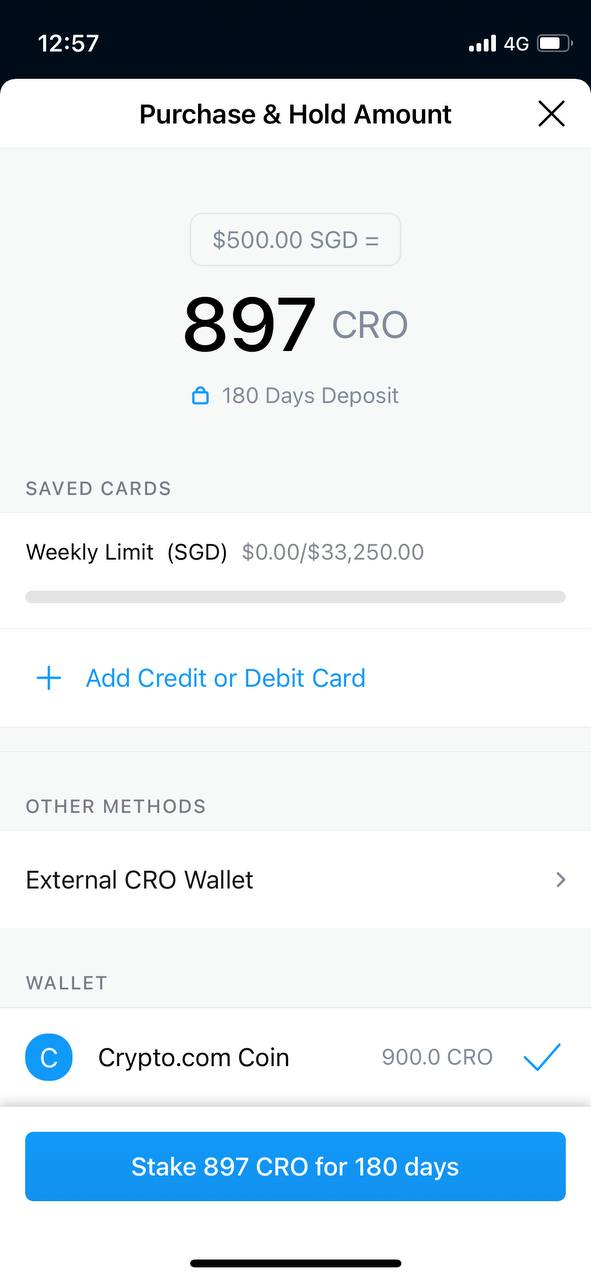 12:57 4G
Purchase & Hold Amount
$500.00 SGD =
897 CRO
180 Days Deposit
SAVED CARDS
Weekly Limit (SGD) $0.00/$33,250.00
+ Add Credit or Debit Card
OTHER METHODS
External CRO Wallet
WALLET
C Crypto.com Coin 900.0 CRO
Stake 897 CRO for 180 days